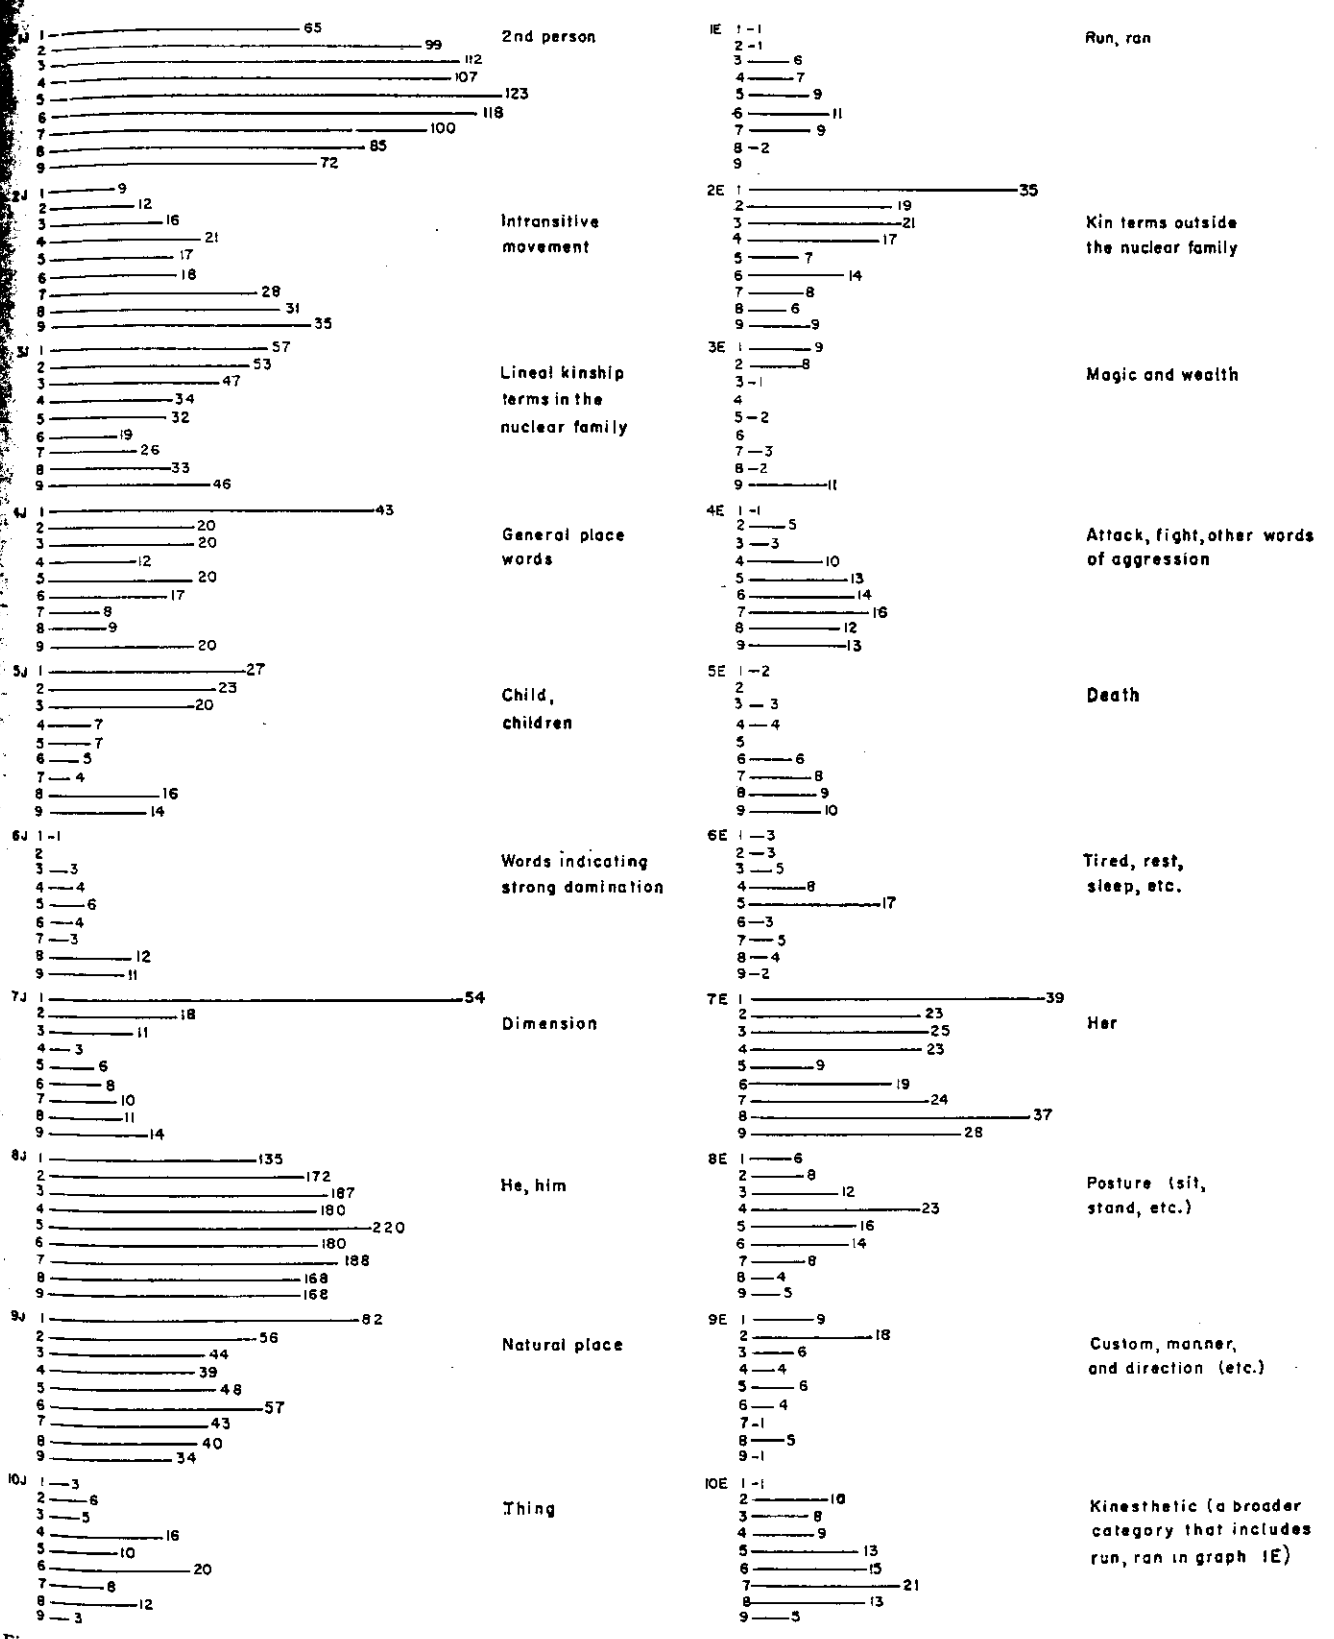 1J 1 65 2nd person
2 99
3 112
4 107
5 123
6 118
7 100
8 85
9 72
2J 1 9
2 12
3 16 Intransitive
4 21 movement
5 17
6 18
7 28
8 31
9 35
3J 1 57
2 53 Lineal kinship
3 47 terms in the
4 34 nuclear family
5 32
6 19
7 26
8 33
9 46
4J 1 43
2 20 General place
3 20 words
4 12
5 20
6 17
7 8
8 9
9 20
5J 1 27
2 23 Child,
3 20 children
4 7
5 7
6 5
7 4
8 16
9 14
6J 1 -1
2 Words indicating
3 3 strong domination
4 4
5 6
6 4
7 3
8 12
9 11
7J 1 54
2 18 Dimension
3 11
4 3
5 6
6 8
7 10
8 11
9 14
8J 1 135
2 172 He, him
3 187
4 180
5 220
6 180
7 188
8 168
9 168
9J 1 82
2 56 Natural place
3 44
4 39
5 48
6 57
7 43
8 40
9 34
10J 1 3
2 6 Thing
3 5
4 16
5 10
6 20
7 8
8 12
9 3
1E 1 -1 Run, ran
2 -1
3 6
4 7
5 9
6 11
7 9
8 -2
9
2E 1 35
2 19 Kin terms outside
3 21 the nuclear family
4 17
5 7
6 14
7 8
8 6
9 9
3E 1 9
2 8 Magic and wealth
3 -1
4
5 -2
6
7 3
8 -2
9 11
4E 1 -1
2 5 Attack, fight, other words
3 3 of aggression
4 10
5 13
6 14
7 16
8 12
9 13
5E 1 -2
2 Death
3 3
4 4
5
6 6
7 8
8 9
9 10
6E 1 3
2 3 Tired, rest,
3 5 sleep, etc.
4 8
5 17
6 3
7 5
8 4
9 -2
7E 1 39
2 23 Her
3 25
4 23
5 9
6 19
7 24
8 37
9 28
8E 1 6
2 8 Posture (sit,
3 12 stand, etc.)
4 23
5 16
6 14
7 8
8 4
9 5
9E 1 9
2 18 Custom, manner,
3 6 and direction (etc.)
4 4
5 6
6 4
7 -1
8 5
9 -1
10E 1 -1
2 10 Kinesthetic (a broader
3 8 category that includes
4 9 run, ran in graph 1E)
5 13
6 15
7 21
8 13
9 5